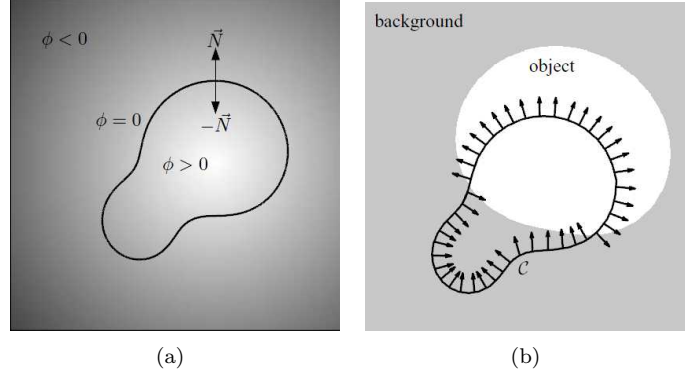 ϕ < 0
N⃗
ϕ = 0
−N⃗
ϕ > 0
(a)
background
object
C
(b)